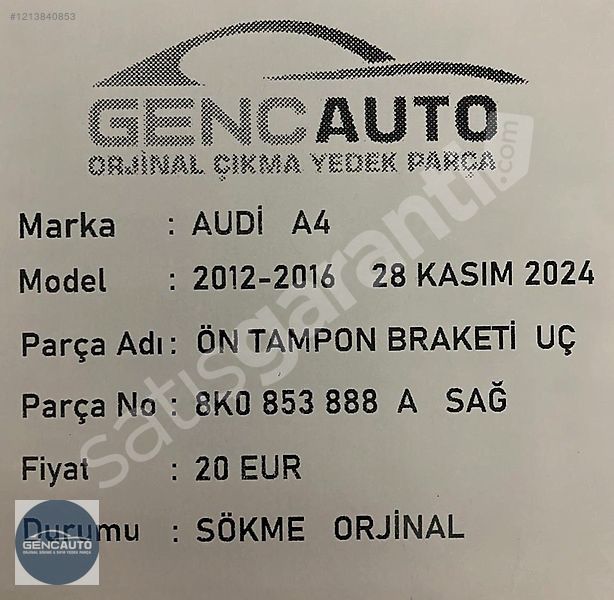 #1213840853
GENCAUTO
ORJİNAL ÇIKMA YEDEK PARÇA
Marka : AUDİ A4
Model : 2012-2016 28 KASIM 2024
Parça Adı : ÖN TAMPON BRAKETİ UÇ
Parça No : 8K0 853 888 A SAĞ
Fiyat : 20 EUR
Durumu : SÖKME ORJİNAL
satışgaranti.com
GENCAUTO